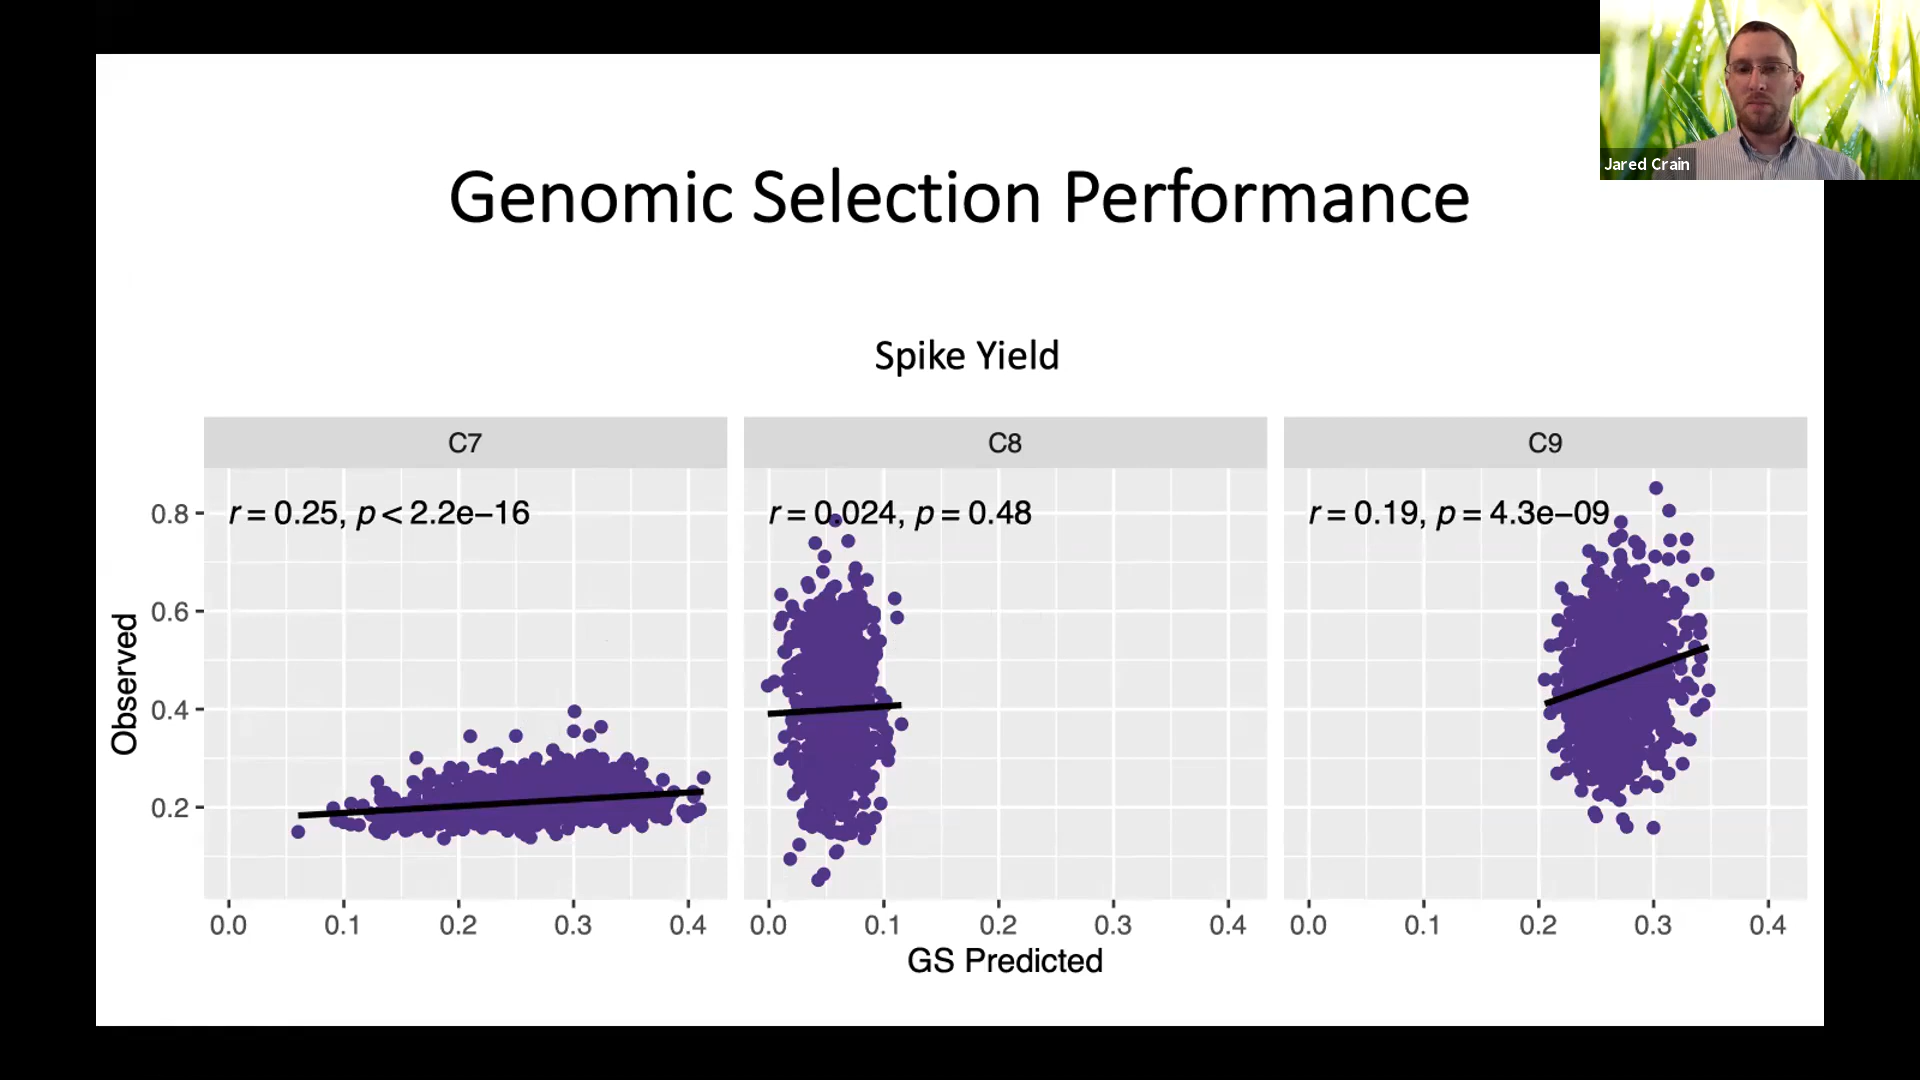 Jared Crain
Genomic Selection Performance
Spike Yield
C7
C8
C9
r = 0.25, p < 2.2e−16
r = 0.024, p = 0.48
r = 0.19, p = 4.3e−09
Observed
0.8
0.6
0.4
0.2
0.0 0.1 0.2 0.3 0.4
0.0 0.1 0.2 0.3 0.4
0.0 0.1 0.2 0.3 0.4
GS Predicted